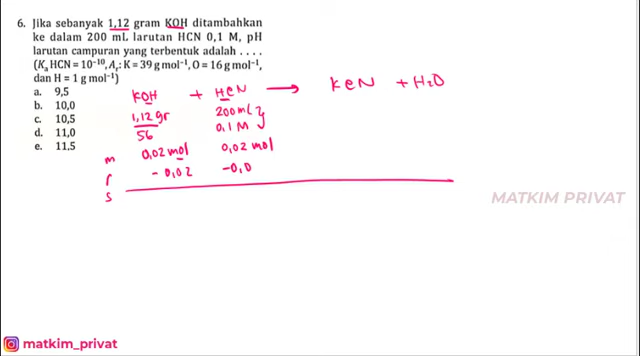 6. Jika sebanyak 1,12 gram KOH ditambahkan
ke dalam 200 mL larutan HCN 0,1 M, pH
larutan campuran yang terbentuk adalah . . . .
(Kₐ HCN = 10⁻¹⁰, Aᵣ: K = 39 g mol⁻¹, O = 16 g mol⁻¹,
dan H = 1 g mol⁻¹)
a. 9,5
b. 10,0
c. 10,5
d. 11,0
e. 11.5
KOH + HCN → KCN + H₂O
1,12 gr 200 ml
56 0,1 M
m 0,02 mol 0,02 mol
r -0,02 -0,0
s
MATKIM PRIVAT
matkim_privat